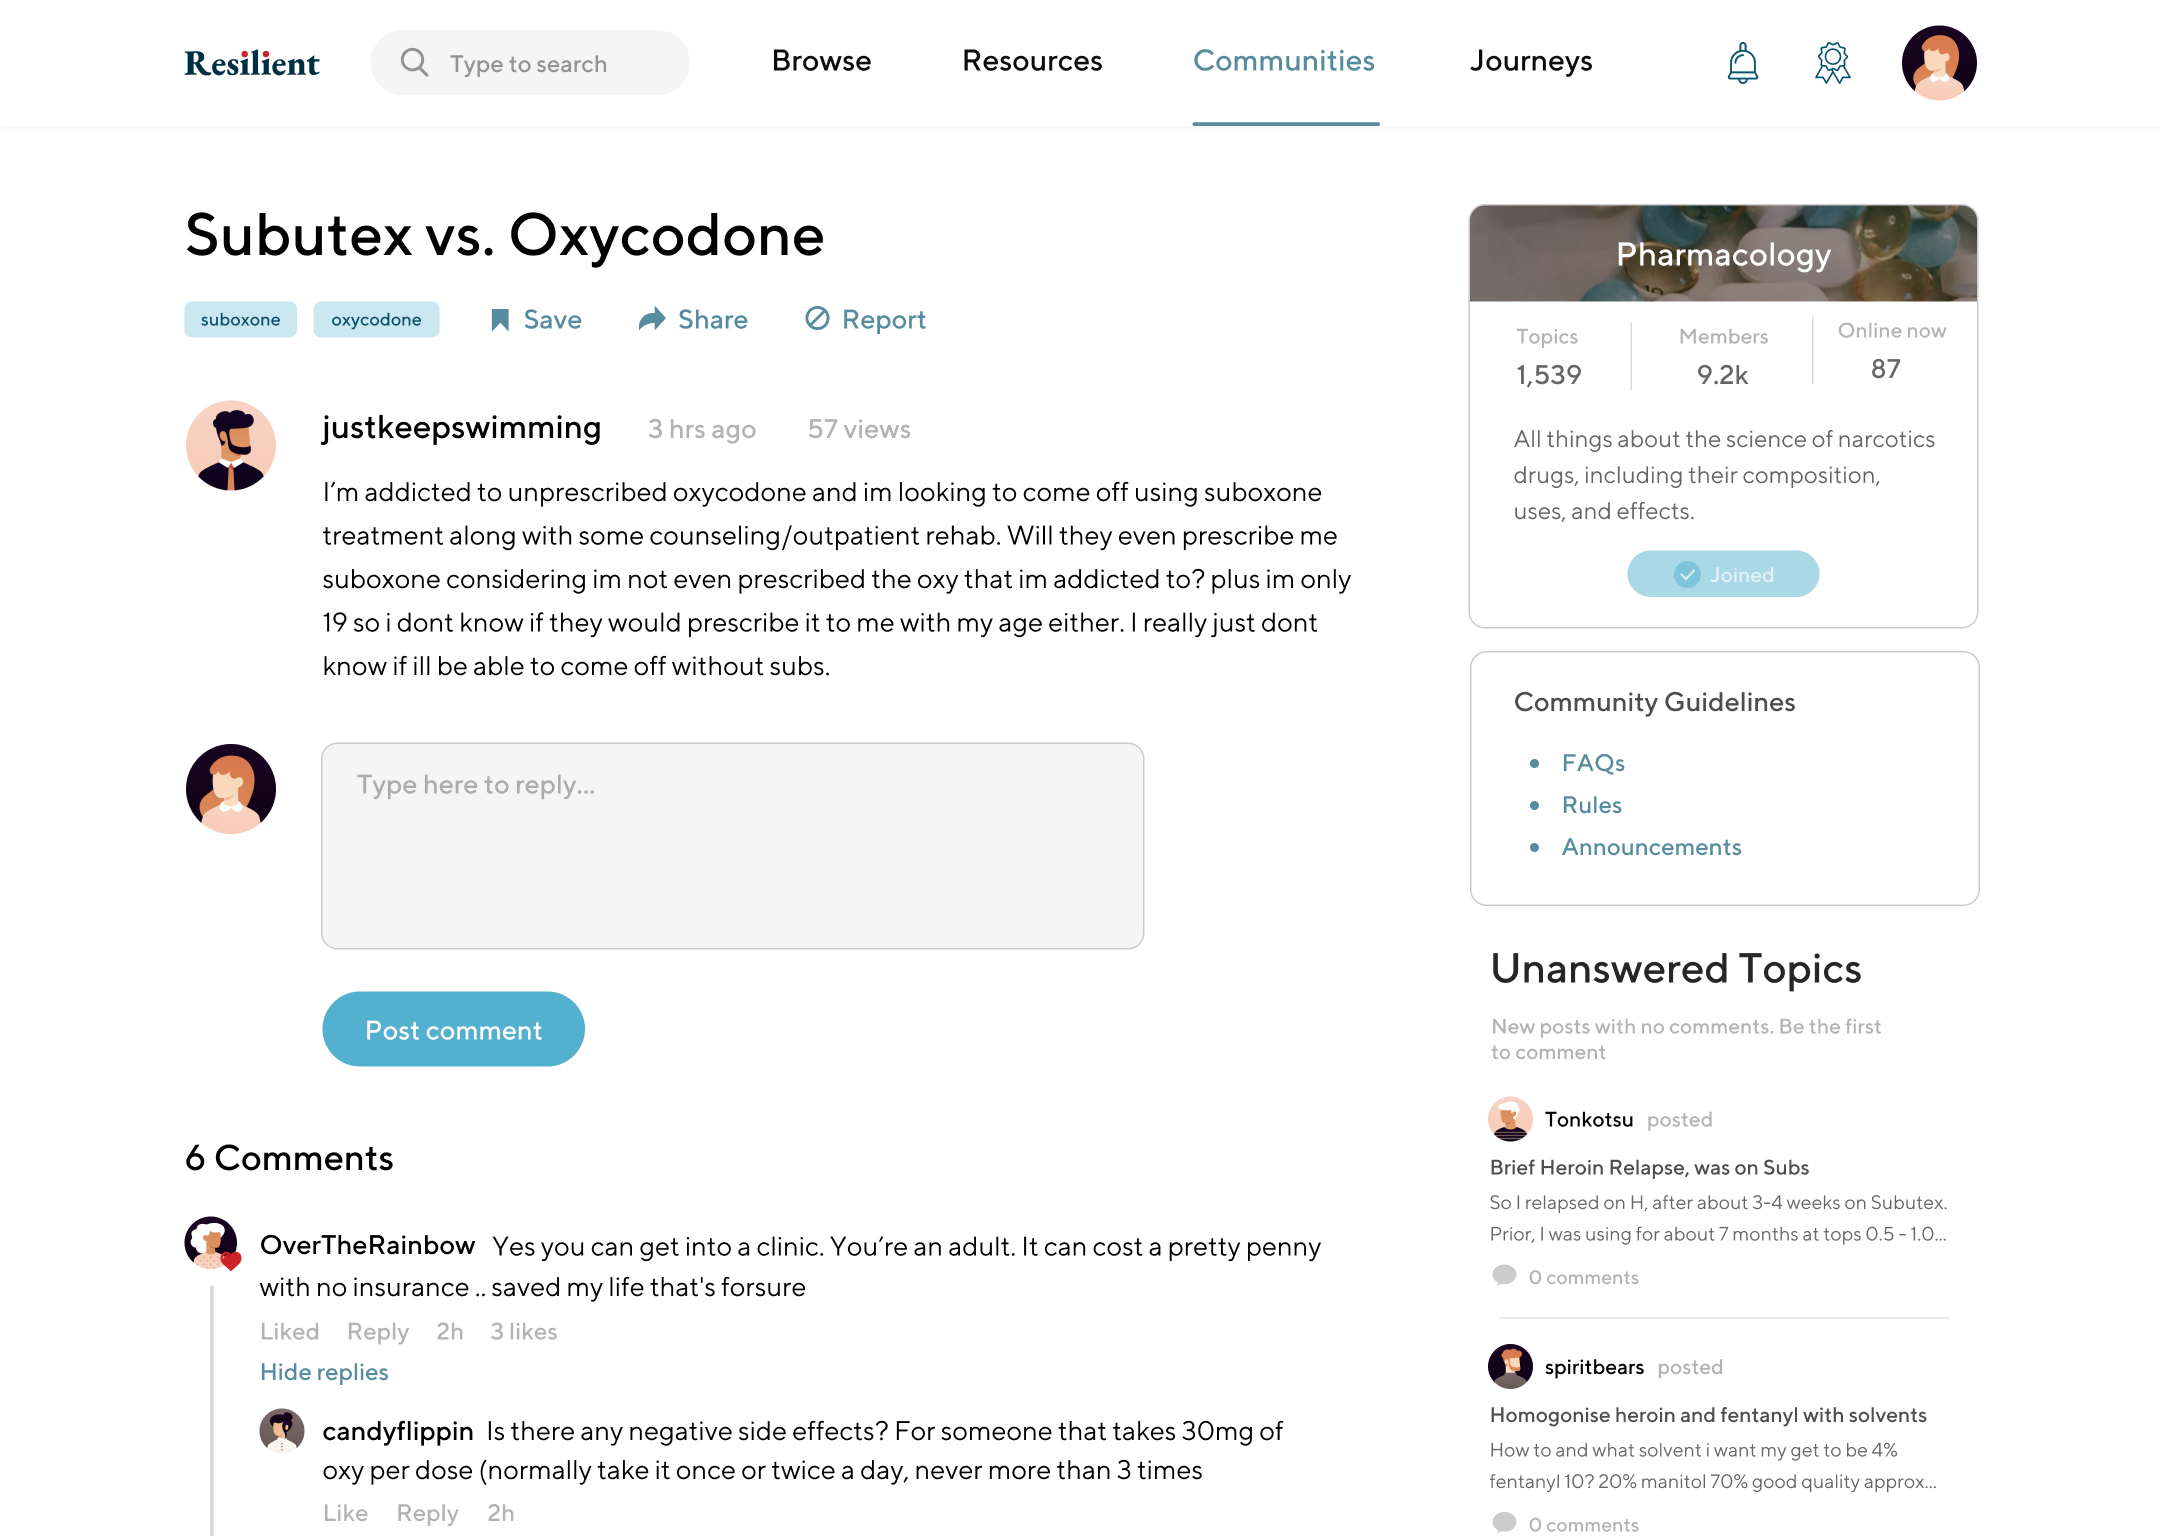 Resilient
Type to search
Browse
Resources
Communities
Journeys
Subutex vs. Oxycodone
suboxone
oxycodone
Save
Share
Report
justkeepswimming 3 hrs ago 57 views
I’m addicted to unprescribed oxycodone and im looking to come off using suboxone
treatment along with some counseling/outpatient rehab. Will they even prescribe me
suboxone considering im not even prescribed the oxy that im addicted to? plus im only
19 so i dont know if they would prescribe it to me with my age either. I really just dont
know if ill be able to come off without subs.
Type here to reply...
Post comment
6 Comments
OverTheRainbow Yes you can get into a clinic. You’re an adult. It can cost a pretty penny
with no insurance .. saved my life that's forsure
Liked Reply 2h 3 likes
Hide replies
candyflippin Is there any negative side effects? For someone that takes 30mg of
oxy per dose (normally take it once or twice a day, never more than 3 times
Like Reply 2h
Pharmacology
Topics
1,539
Members
9.2k
Online now
87
All things about the science of narcotics
drugs, including their composition,
uses, and effects.
Joined
Community Guidelines
• FAQs
• Rules
• Announcements
Unanswered Topics
New posts with no comments. Be the first
to comment
Tonkotsu posted
Brief Heroin Relapse, was on Subs
So I relapsed on H, after about 3-4 weeks on Subutex.
Prior, I was using for about 7 months at tops 0.5 - 1.0...
0 comments
spiritbears posted
Homogonise heroin and fentanyl with solvents
How to and what solvent i want my get to be 4%
fentanyl 10? 20% manitol 70% good quality approx...
0 comments